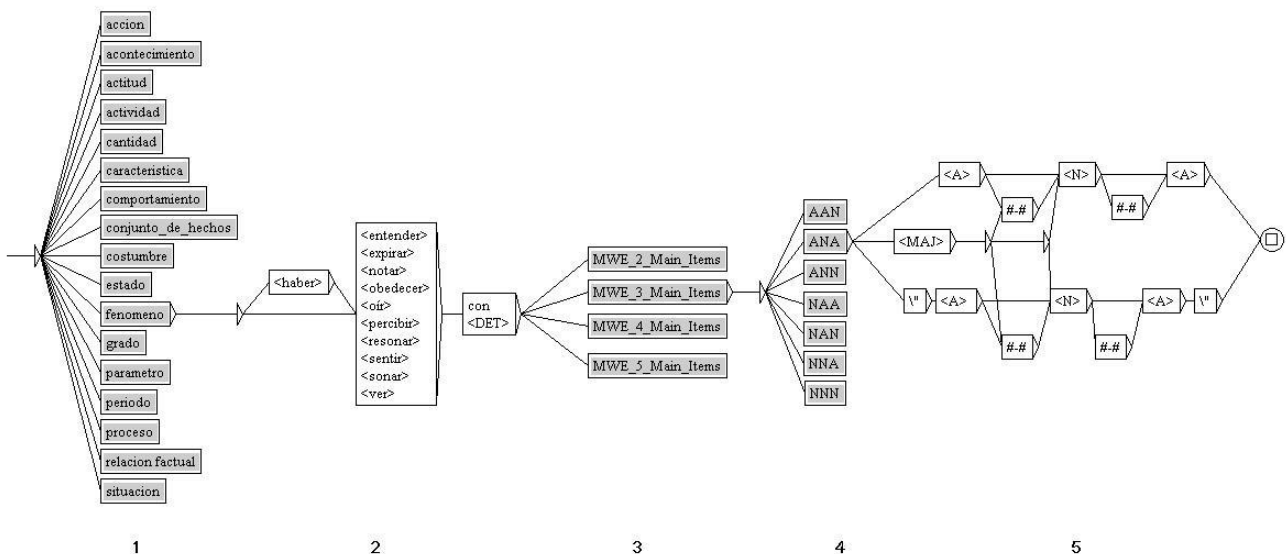 accion
acontecimiento
actitud
actividad
cantidad
caracteristica
comportamiento
conjunto_de_hechos
costumbre
estado
fenomeno
grado
parametro
periodo
proceso
relacion factual
situacion
<haber>
<entender>
<expirar>
<notar>
<obedecer>
<oír>
<percibir>
<resonar>
<sentir>
<sonar>
<ver>
con
<DET>
MWE_2_Main_Items
MWE_3_Main_Items
MWE_4_Main_Items
MWE_5_Main_Items
AAN
ANA
ANN
NAA
NAN
NNA
NNN
<A> <N> <A>
#-# #-#
<MAJ>
\" <A> <N> <A> \"
#-# #-#
1 2 3 4 5